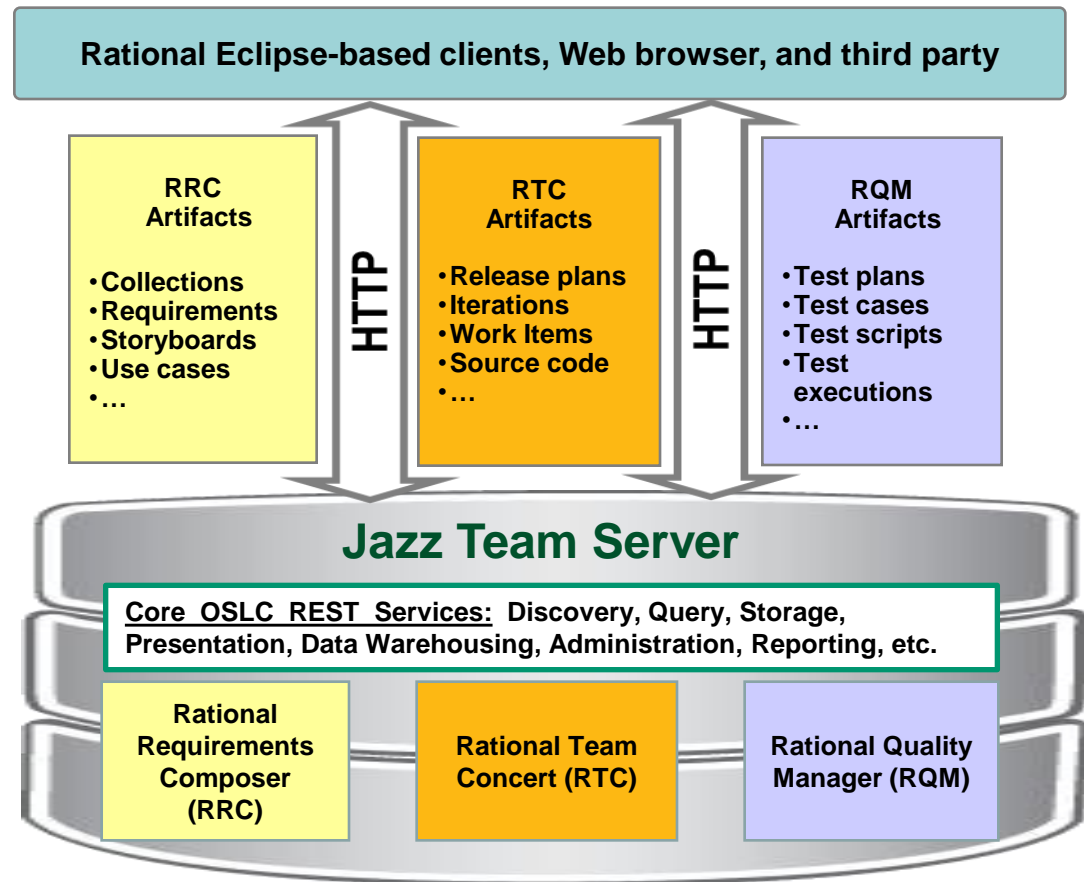 Rational Eclipse-based clients, Web browser, and third party
RRC
Artifacts
•Collections
•Requirements
•Storyboards
•Use cases
•…
HTTP
RTC
Artifacts
•Release plans
•Iterations
•Work Items
•Source code
•…
HTTP
RQM
Artifacts
•Test plans
•Test cases
•Test scripts
•Test
executions
•…
Jazz Team Server
Core OSLC REST Services: Discovery, Query, Storage,
Presentation, Data Warehousing, Administration, Reporting, etc.
Rational
Requirements
Composer
(RRC)
Rational Team
Concert (RTC)
Rational Quality
Manager (RQM)